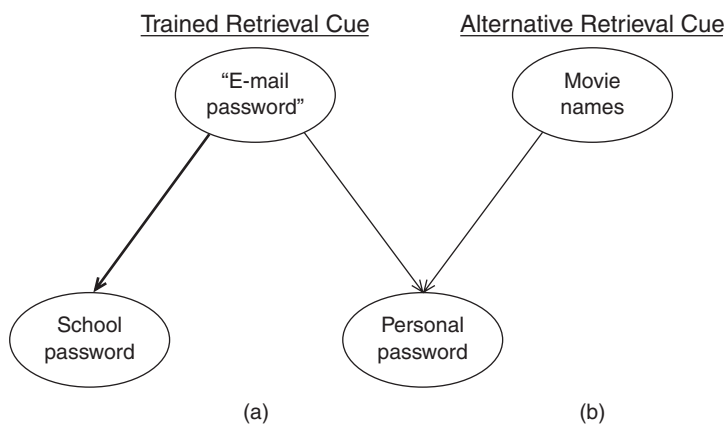 Trained Retrieval Cue
Alternative Retrieval Cue
“E-mail
password”
Movie
names
School
password
Personal
password
(a)
(b)